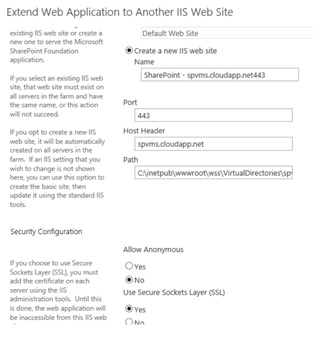 Extend Web Application to Another IIS Web Site
existing IIS web site or create a
new one to serve the Microsoft
SharePoint Foundation
application.
If you select an existing IIS web
site, that web site must exist on
all servers in the farm and have
the same name, or this action
will not succeed.
If you opt to create a new IIS
web site, it will be automatically
created on all servers in the
farm. If an IIS setting that you
wish to change is not shown
here, you can use this option to
create the basic site, then
update it using the standard IIS
tools.
Default Web Site
Create a new IIS web site
Name
SharePoint - spvms.cloudapp.net443
Port
443
Host Header
spvms.cloudapp.net
Path
C:\inetpub\wwwroot\wss\VirtualDirectories\spv
Security Configuration
If you choose to use Secure
Sockets Layer (SSL), you must
add the certificate on each
server using the IIS
administration tools. Until this
is done, the web application will
be inaccessible from this IIS web
Allow Anonymous
Yes
No
Use Secure Sockets Layer (SSL)
Yes
No